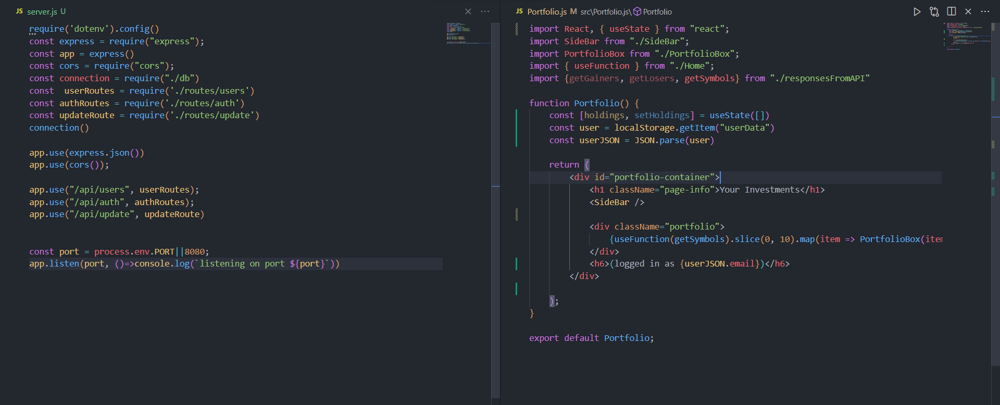 JS server.js U
require('dotenv').config()
const express = require("express");
const app = express()
const cors = require("cors");
const connection = require("./db")
const  userRoutes = require('./routes/users')
const authRoutes = require('./routes/auth')
const updateRoute = require('./routes/update')
connection()
app.use(express.json())
app.use(cors());
app.use("/api/users", userRoutes);
app.use("/api/auth", authRoutes);
app.use("/api/update", updateRoute)
const port = process.env.PORT||8080;
app.listen(port, ()=>console.log(`listening on port ${port}`))
JS Portfolio.js M src\Portfolio.js\ Portfolio
import React, { useState } from "react";
import SideBar from "./SideBar";
import PortfolioBox from "./PortfolioBox";
import { useFunction } from "./Home";
import {getGainers, getLosers, getSymbols} from "./responsesFromAPI"
function Portfolio() {
const [holdings, setHoldings] = useState([])
const user = localStorage.getItem("userData")
const userJSON = JSON.parse(user)
return (
<div id="portfolio-container">
<h1 className="page-info">Your Investments</h1>
<SideBar />
<div className="portfolio">
{useFunction(getSymbols).slice(0, 10).map(item => PortfolioBox(item
</div>
<h6>(logged in as {userJSON.email})</h6>
</div>
);
}
export default Portfolio;